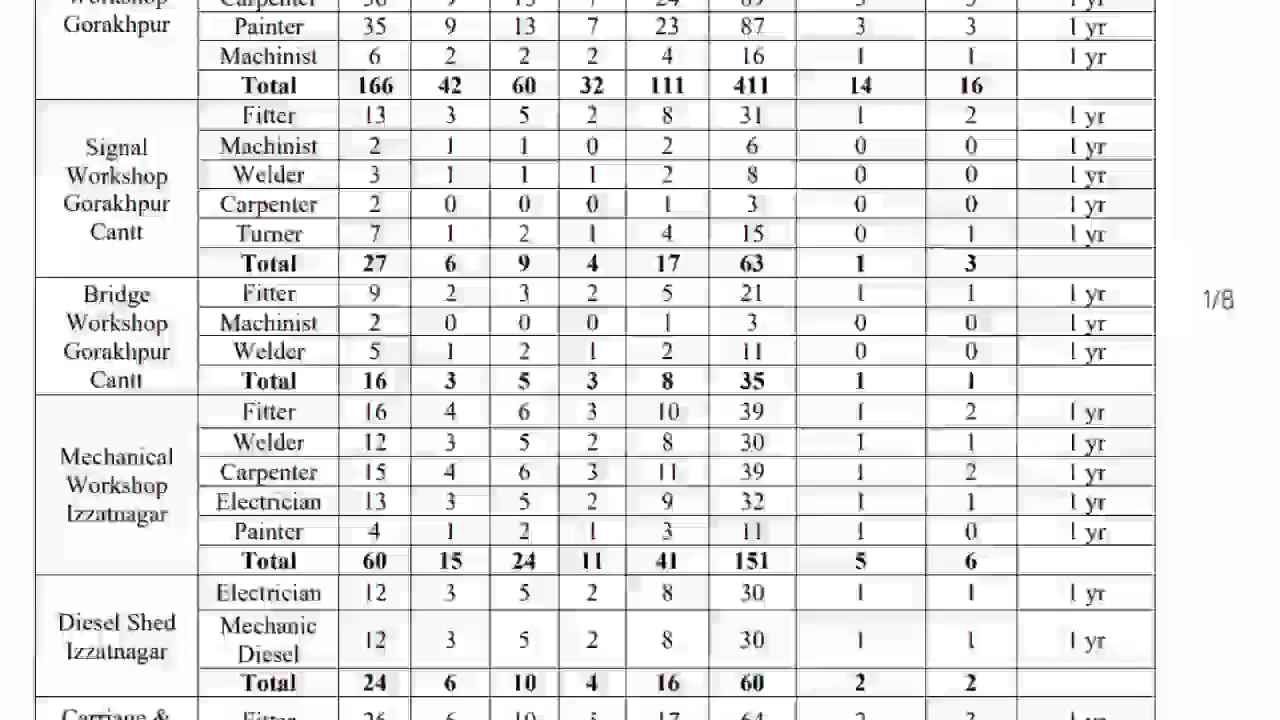 Gorakhpur
Painter 35 9 13 7 23 87 3 3 1 yr
Machinist 6 2 2 2 4 16 1 1 1 yr
Total 166 42 60 32 111 411 14 16
Signal Workshop Gorakhpur Cantt
Fitter 13 3 5 2 8 31 1 2 1 yr
Machinist 2 1 1 0 2 6 0 0 1 yr
Welder 3 1 1 1 2 8 0 0 1 yr
Carpenter 2 0 0 0 1 3 0 0 1 yr
Turner 7 1 2 1 4 15 0 1 1 yr
Total 27 6 9 4 17 63 1 3
Bridge Workshop Gorakhpur Cantt
Fitter 9 2 3 2 5 21 1 1 1 yr
Machinist 2 0 0 0 1 3 0 0 1 yr
Welder 5 1 2 1 2 11 0 0 1 yr
Total 16 3 5 3 8 35 1 1
1/8
Mechanical Workshop Izzatnagar
Fitter 16 4 6 3 10 39 1 2 1 yr
Welder 12 3 5 2 8 30 1 1 1 yr
Carpenter 15 4 6 3 11 39 1 2 1 yr
Electrician 13 3 5 2 9 32 1 1 1 yr
Painter 4 1 2 1 3 11 1 0 1 yr
Total 60 15 24 11 41 151 5 6
Diesel Shed Izzatnagar
Electrician 12 3 5 2 8 30 1 1 1 yr
Mechanic Diesel 12 3 5 2 8 30 1 1 1 yr
Total 24 6 10 4 16 60 2 2
Carriage &